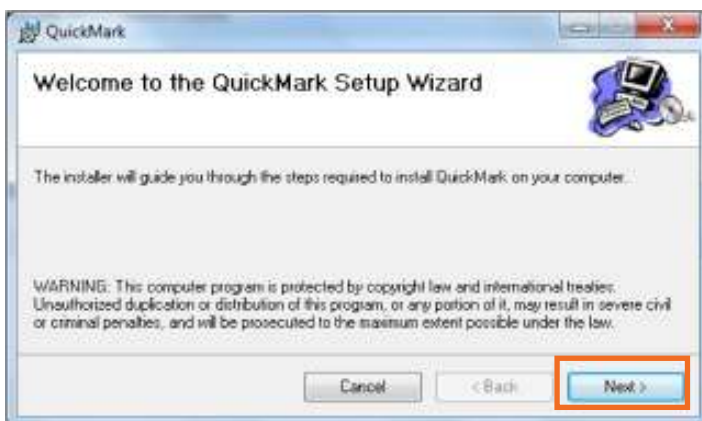 QuickMark
Welcome to the QuickMark Setup Wizard
The installer will guide you through the steps required to install QuickMark on your computer.
WARNING: This computer program is protected by copyright law and international treaties.
Unauthorized duplication or distribution of this program, or any portion of it, may result in severe civil
or criminal penalties, and will be prosecuted to the maximum extent possible under the law.
Cancel
< Back
Next >